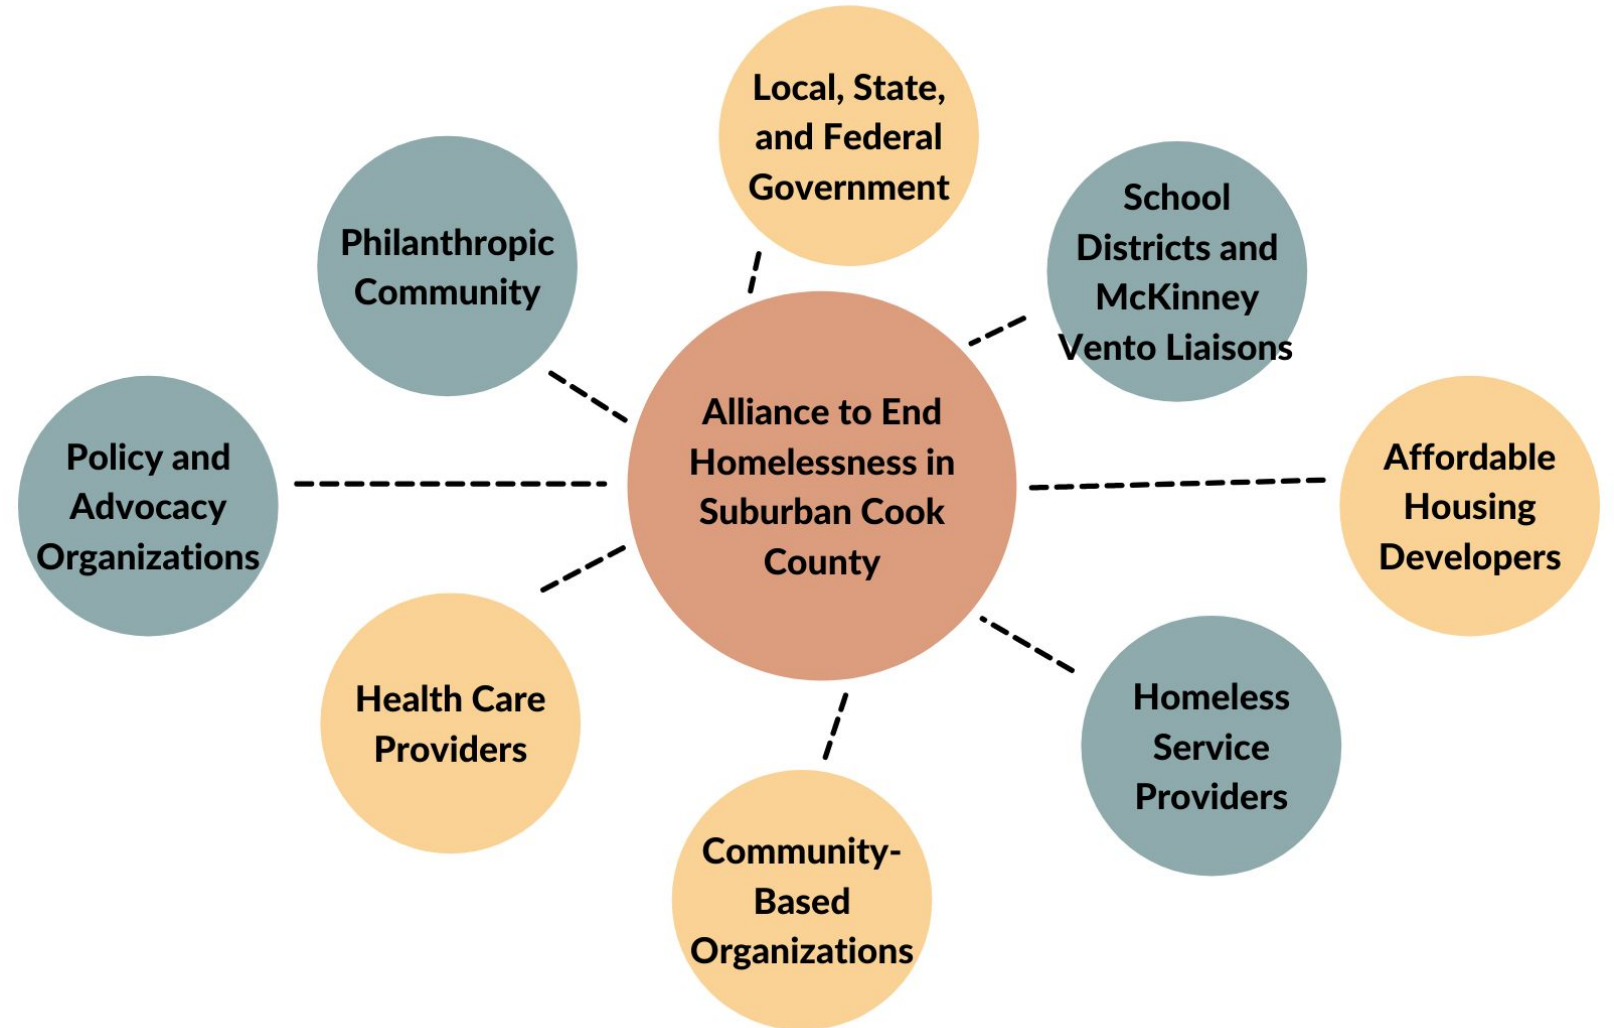 Local, State,
and Federal
Government
School
Districts and
McKinney
Vento Liaisons
Philanthropic
Community
Alliance to End
Homelessness in
Suburban Cook
County
Policy and
Advocacy
Organizations
Affordable
Housing
Developers
Health Care
Providers
Homeless
Service
Providers
Community-
Based
Organizations